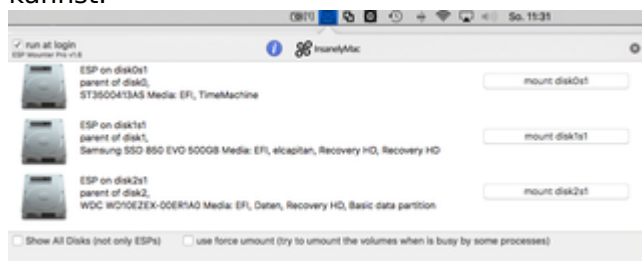 kannst.
So. 11:31
run at login
ESP Mounter Pro v1.8
InsanelyMac
ESP on disk0s1
parent of disk0,
ST3500413AS Media: EFI, TimeMachine
mount disk0s1
ESP on disk1s1
parent of disk1,
Samsung SSD 850 EVO 500GB Media: EFI, elcapitan, Recovery HD, Recovery HD
mount disk1s1
ESP on disk2s1
parent of disk2,
WDC WD10EZEX-00ER1A0 Media: EFI, Daten, Recovery HD, Basic data partition
mount disk2s1
Show All Disks (not only ESPs)
use force umount (try to umount the volumes when is busy by some processes)